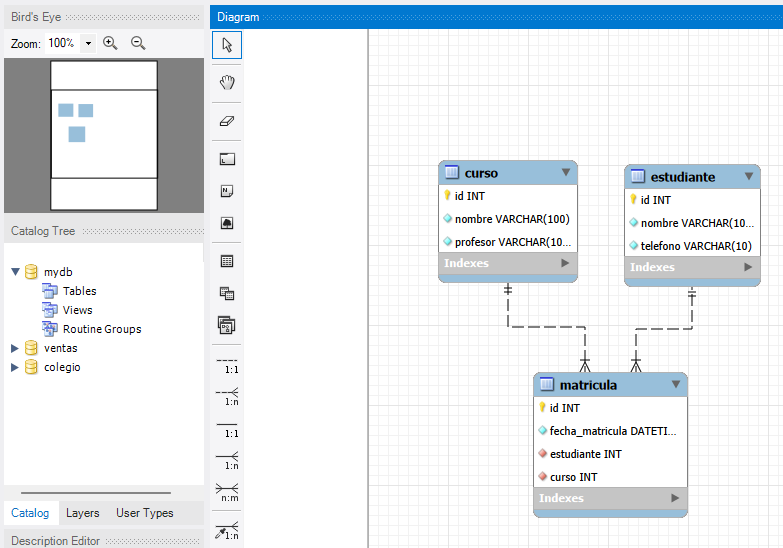 Bird's Eye
Zoom: 100%
Diagram
1:1
1:n
1:1
1:n
n:m
1:n
Catalog Tree
mydb
Tables
Views
Routine Groups
ventas
colegio
Catalog Layers User Types
Description Editor
curso
id INT
nombre VARCHAR(100)
profesor VARCHAR(10...
Indexes
estudiante
id INT
nombre VARCHAR(10...
telefono VARCHAR(10)
Indexes
matricula
id INT
fecha_matricula DATETI...
estudiante INT
curso INT
Indexes